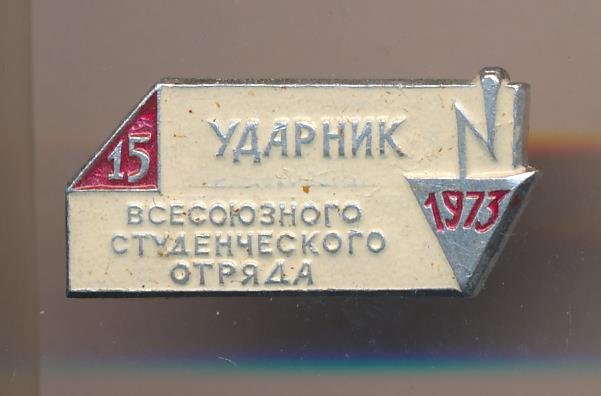 15
УДАРНИК
1973
ВСЕСОЮЗНОГО
СТУДЕНЧЕСКОГО
ОТРЯДА